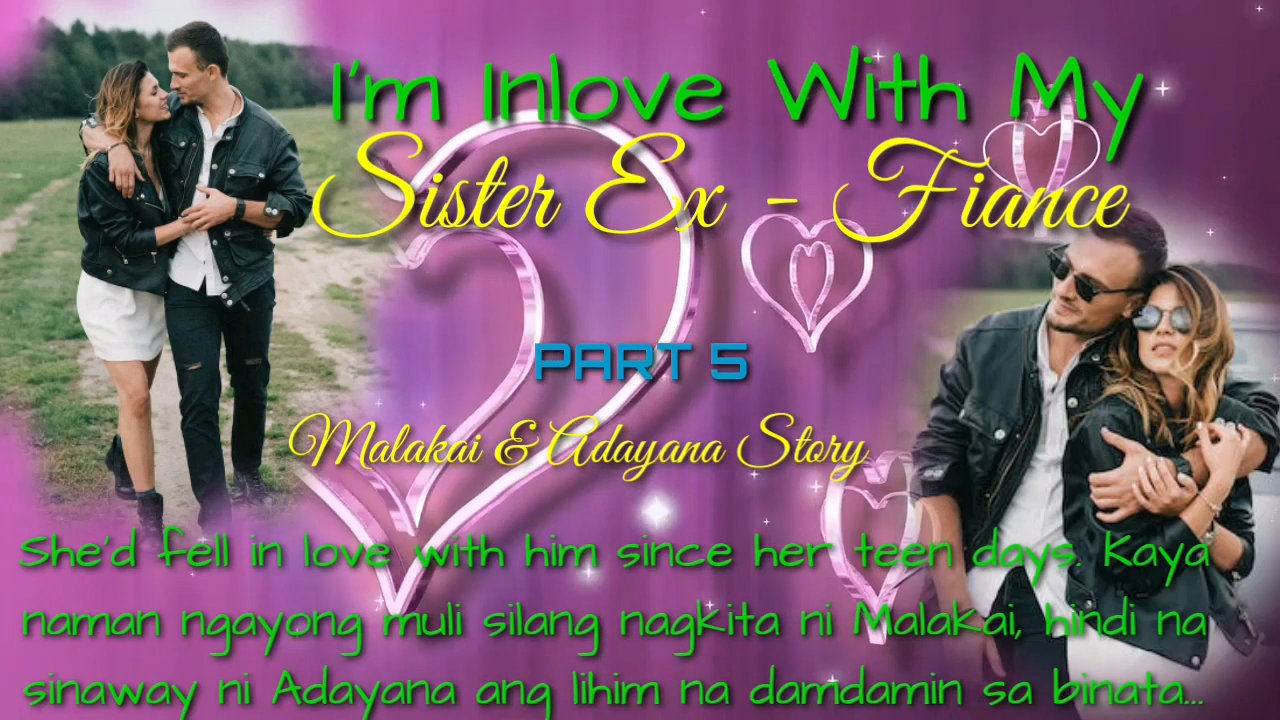 I'm Inlove With My
Sister Ex - Fiance
PART 5
Malakai & Adayana Story
She'd fell in love with him since her teen days. Kaya
naman ngayong muli silang nagkita ni Malakai, hindi na
sinaway ni Adayana ang lihim na damdamin sa binata...